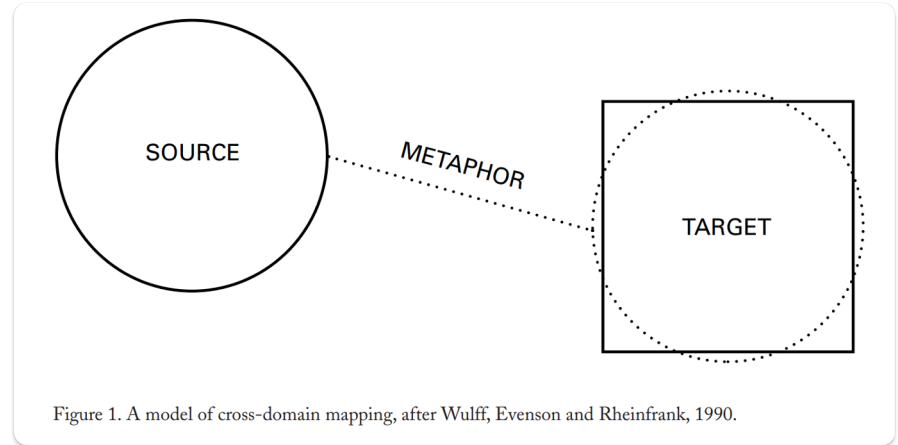 SOURCE
METAPHOR
TARGET
Figure 1. A model of cross-domain mapping, after Wulff, Evenson and Rheinfrank, 1990.